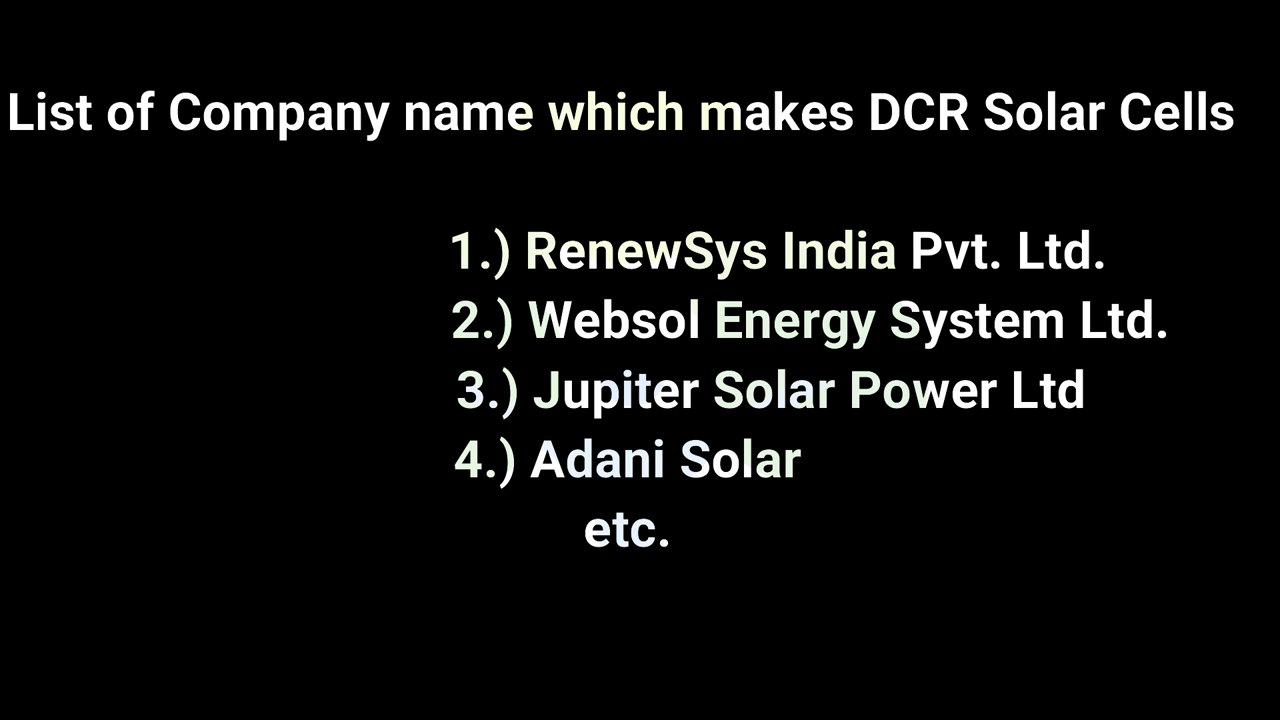 List of Company name which makes DCR Solar Cells
1.) RenewSys India Pvt. Ltd.
2.) Websol Energy System Ltd.
3.) Jupiter Solar Power Ltd
4.) Adani Solar
etc.